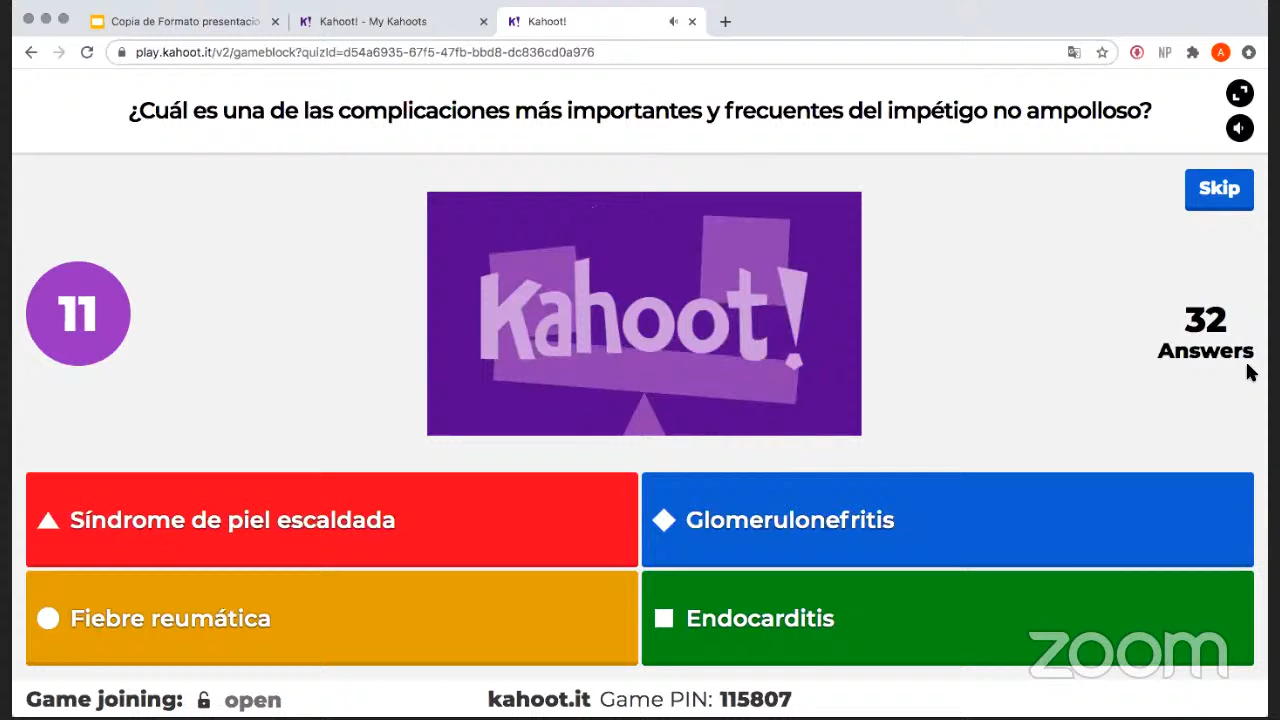 Copia de Formato presentacio
Kahoot! - My Kahoots
Kahoot!
play.kahoot.it/v2/gameblock?quizId=d54a6935-67f5-47fb-bbd8-dc836cd0a976
NP
A
¿Cuál es una de las complicaciones más importantes y frecuentes del impétigo no ampolloso?
Skip
Kahoot!
11
32
Answers
Síndrome de piel escaldada
Glomerulonefritis
Fiebre reumática
Endocarditis
zoom
Game joining: open
kahoot.it Game PIN: 115807